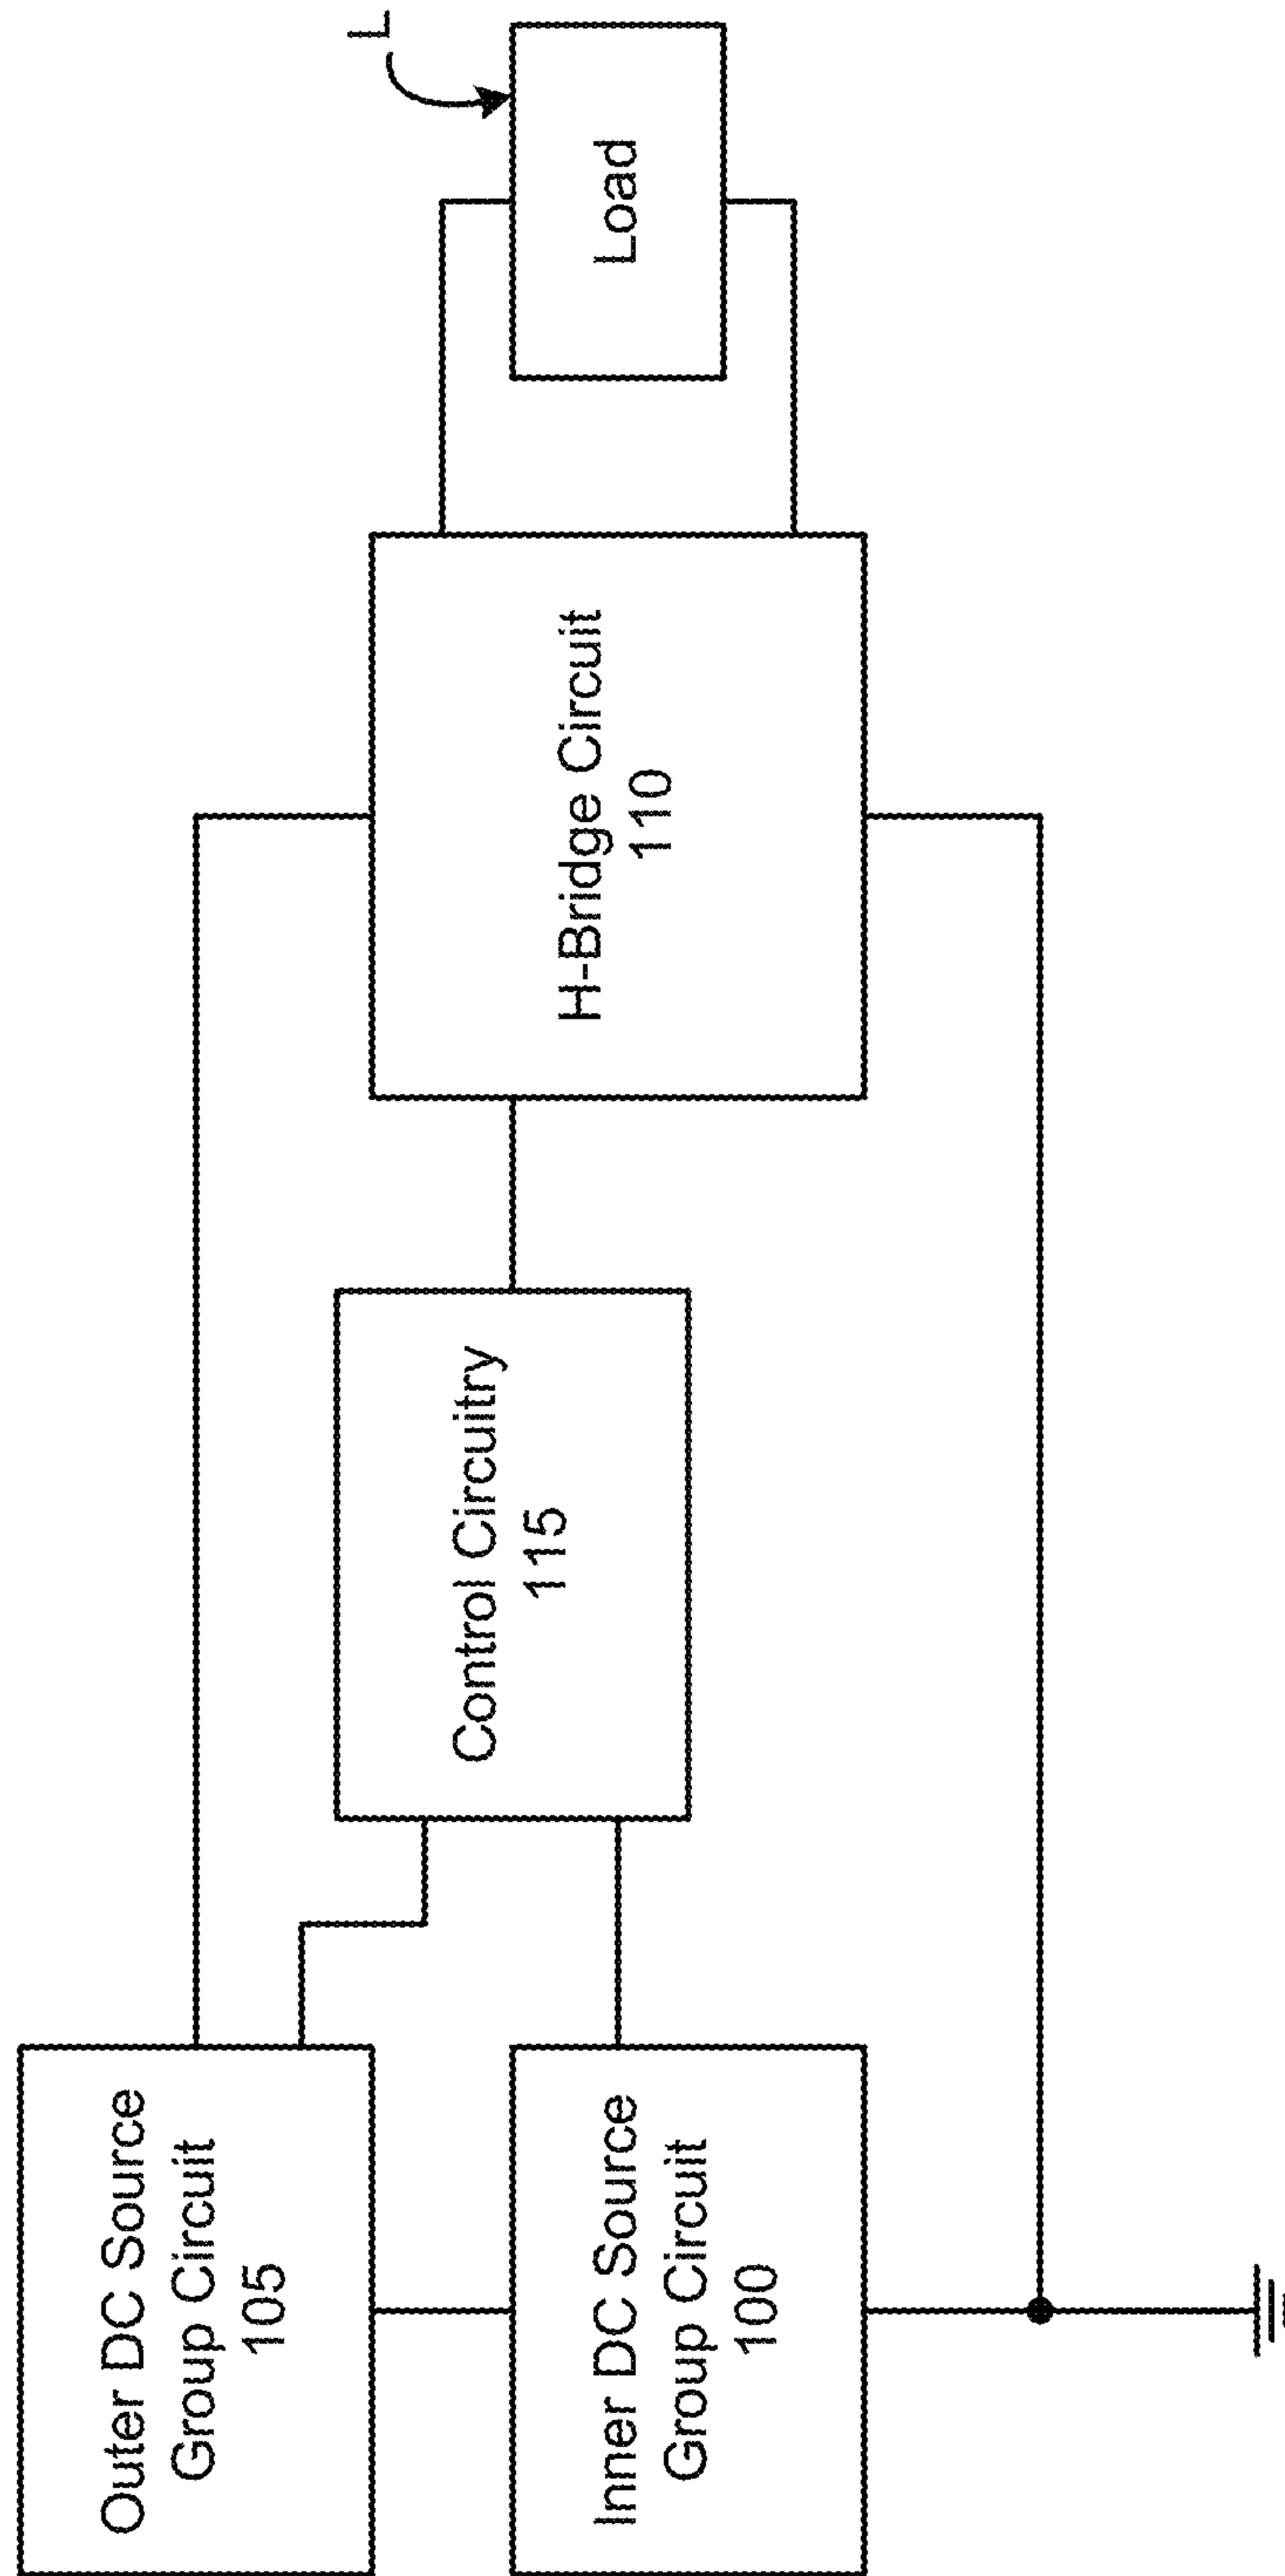 Outer DC Source
Group Circuit
105
Inner DC Source
Group Circuit
100
Control Circuitry
115
H-Bridge Circuit
110
Load
L